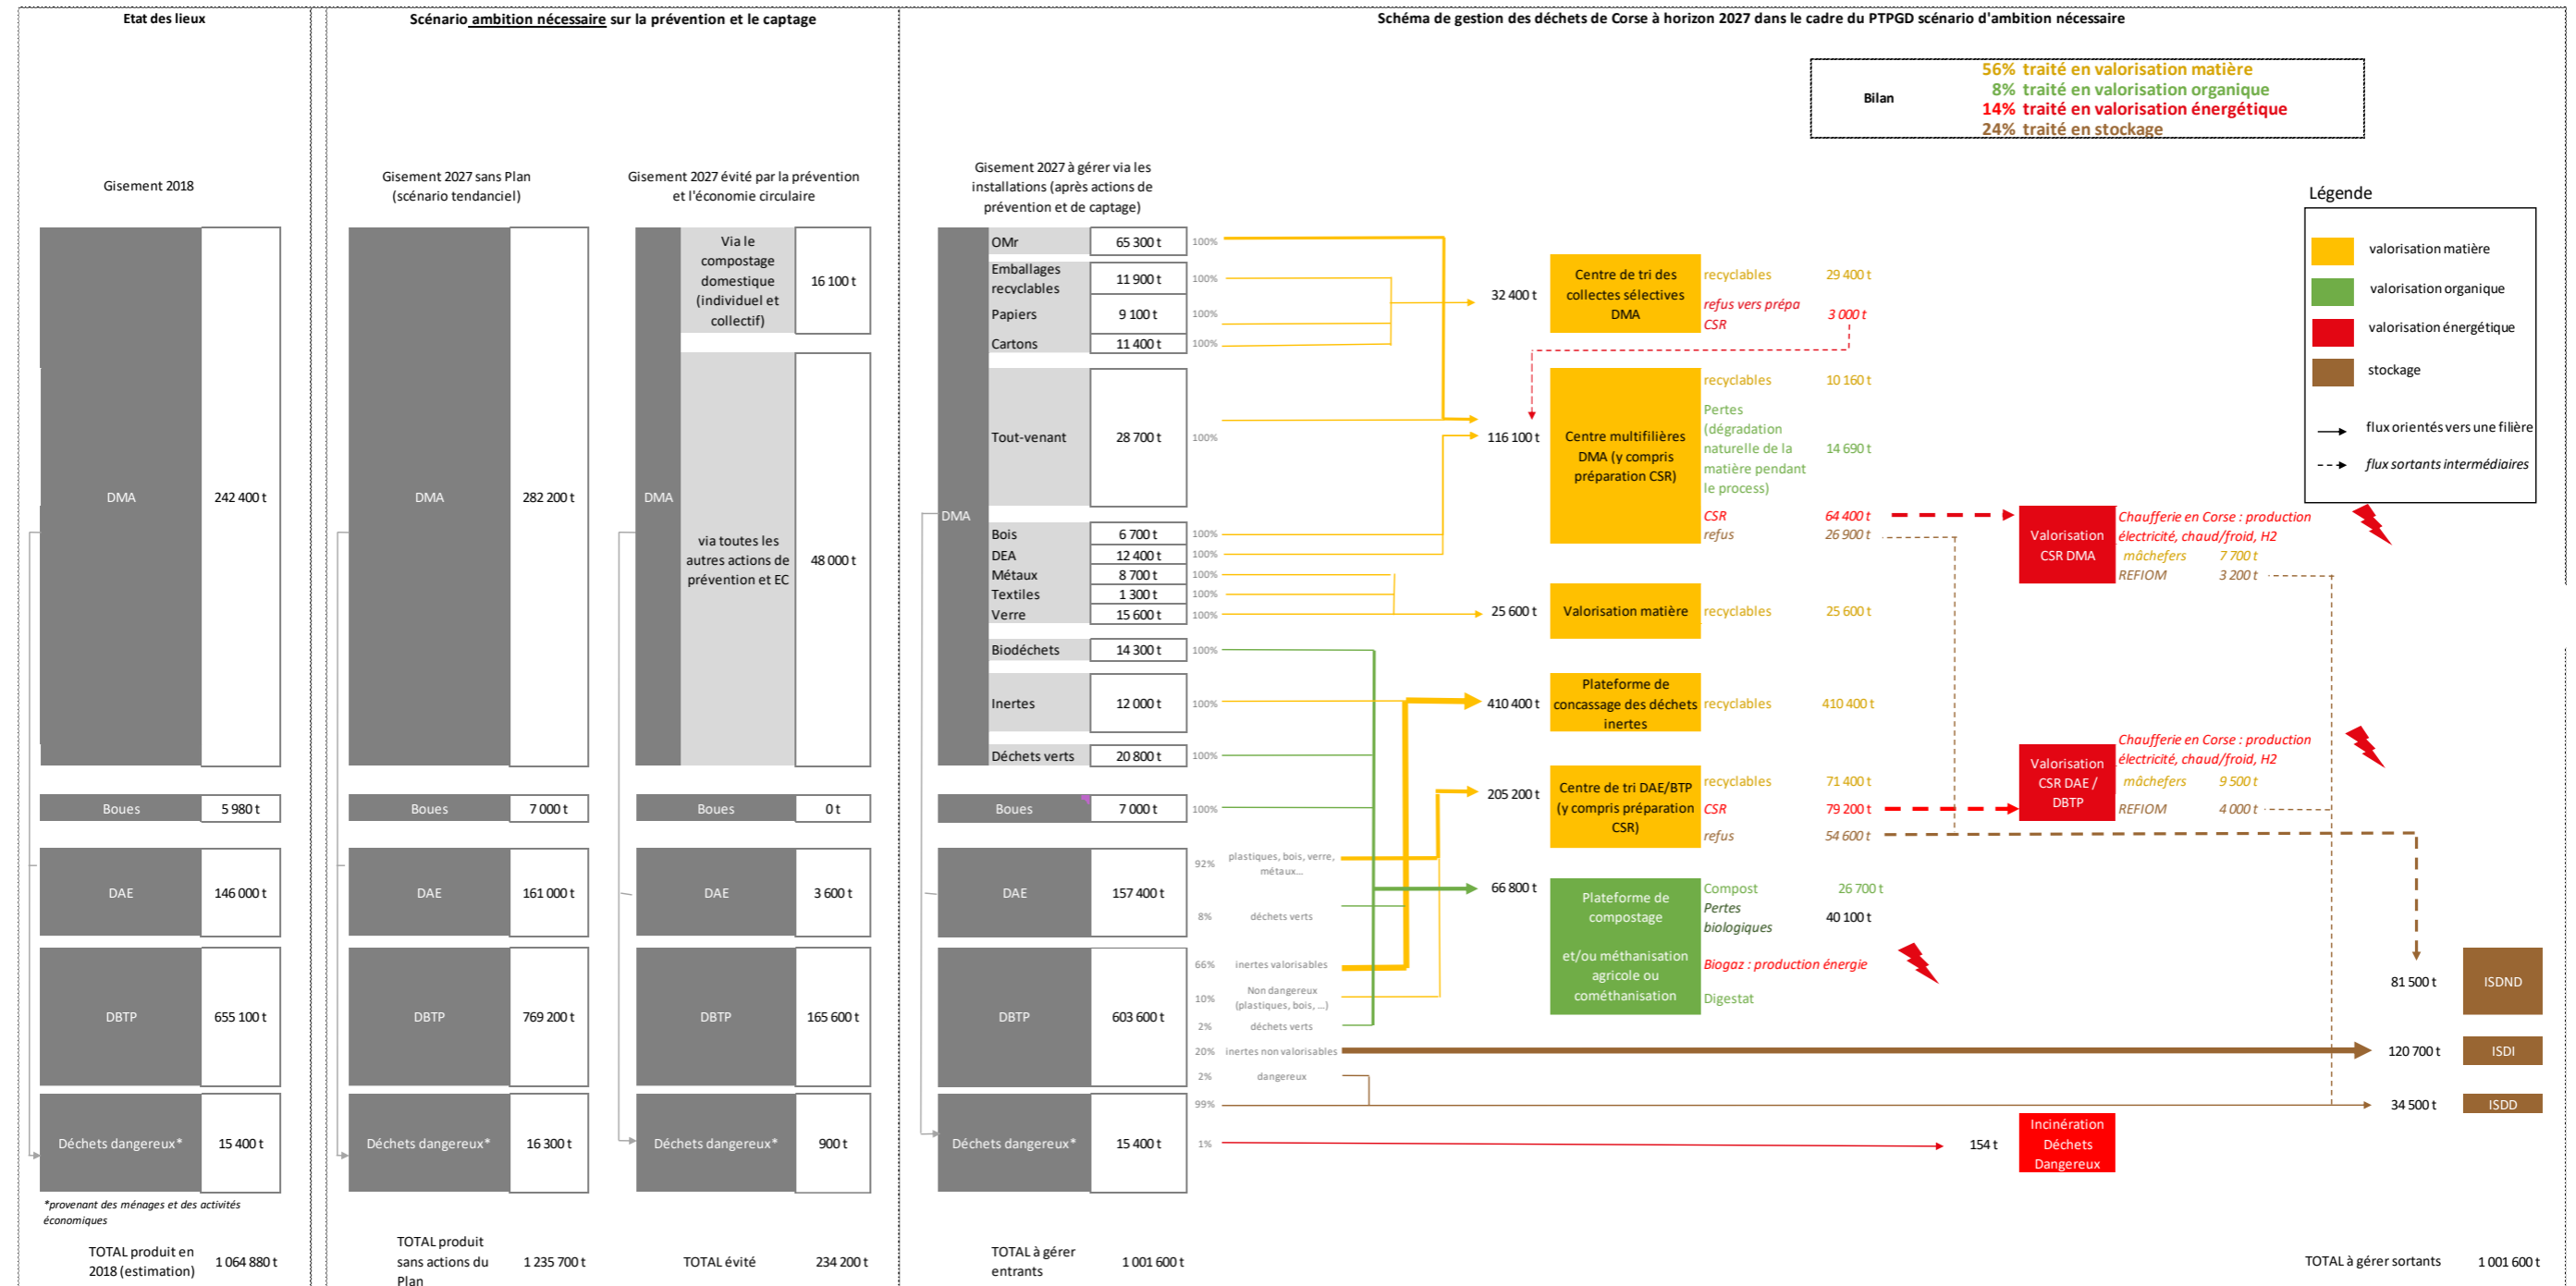 Etat des lieux
Scénario ambition nécessaire sur la prévention et le captage
Schéma de gestion des déchets de Corse à horizon 2027 dans le cadre du PTPGD scénario d'ambition nécessaire
Bilan
56% traité en valorisation matière
8% traité en valorisation organique
14% traité en valorisation énergétique
24% traité en stockage
Gisement 2018
DMA
242 400 t
Boues
5 980 t
DAE
146 000 t
DBTP
655 100 t
Déchets dangereux*
15 400 t
*provenant des ménages et des activités
économiques
TOTAL produit en
2018 (estimation)
1 064 880 t
Gisement 2027 sans Plan
(scénario tendanciel)
DMA
282 200 t
Boues
7 000 t
DAE
161 000 t
DBTP
769 200 t
Déchets dangereux*
16 300 t
TOTAL produit
sans actions du
Plan
1 235 700 t
Gisement 2027 évité par la prévention
et l'économie circulaire
DMA
Via le
compostage
domestique
(individuel et
collectif)
16 100 t
via toutes les
autres actions de
prévention et EC
48 000 t
Boues
0 t
DAE
3 600 t
DBTP
165 600 t
Déchets dangereux*
900 t
TOTAL évité
234 200 t
Gisement 2027 à gérer via les
installations (après actions de
prévention et de captage)
DMA
OMr
65 300 t
100%
Emballages
recyclables
11 900 t
100%
Papiers
9 100 t
100%
Cartons
11 400 t
100%
Tout-venant
28 700 t
100%
Bois
6 700 t
100%
DEA
12 400 t
100%
Métaux
8 700 t
100%
Textiles
1 300 t
100%
Verre
15 600 t
100%
Biodéchets
14 300 t
100%
Inertes
12 000 t
100%
Déchets verts
20 800 t
100%
Boues
7 000 t
100%
DAE
157 400 t
92%
plastiques, bois, verre,
métaux...
8%
déchets verts
DBTP
603 600 t
66%
inertes valorisables
10%
Non dangereux
(plastiques, bois, ...)
2%
déchets verts
20%
inertes non valorisables
2%
dangereux
Déchets dangereux*
15 400 t
99%
1%
TOTAL à gérer
entrants
1 001 600 t
32 400 t
Centre de tri des
collectes sélectives
DMA
recyclables
29 400 t
refus vers prépa
CSR
3 000 t
116 100 t
Centre multifilières
DMA (y compris
préparation CSR)
recyclables
10 160 t
Pertes
(dégradation
naturelle de la
matière pendant
le process)
14 690 t
CSR
64 400 t
refus
26 900 t
25 600 t
Valorisation matière
recyclables
25 600 t
410 400 t
Plateforme de
concassage des déchets
inertes
recyclables
410 400 t
205 200 t
Centre de tri DAE/BTP
(y compris préparation
CSR)
recyclables
71 400 t
CSR
79 200 t
refus
54 600 t
66 800 t
Plateforme de
compostage
et/ou méthanisation
agricole ou
cométhanisation
Compost
26 700 t
Pertes
biologiques
40 100 t
Biogaz : production énergie
Digestat
Valorisation
CSR DMA
Chaufferie en Corse : production
électricité, chaud/froid, H2
mâchefers
7 700 t
REFIOM
3 200 t
Valorisation
CSR DAE /
DBTP
Chaufferie en Corse : production
électricité, chaud/froid, H2
mâchefers
9 500 t
REFIOM
4 000 t
154 t
Incinération
Déchets
Dangereux
Légende
valorisation matière
valorisation organique
valorisation énergétique
stockage
flux orientés vers une filière
flux sortants intermédiaires
81 500 t
ISDND
120 700 t
ISDI
34 500 t
ISDD
TOTAL à gérer sortants
1 001 600 t